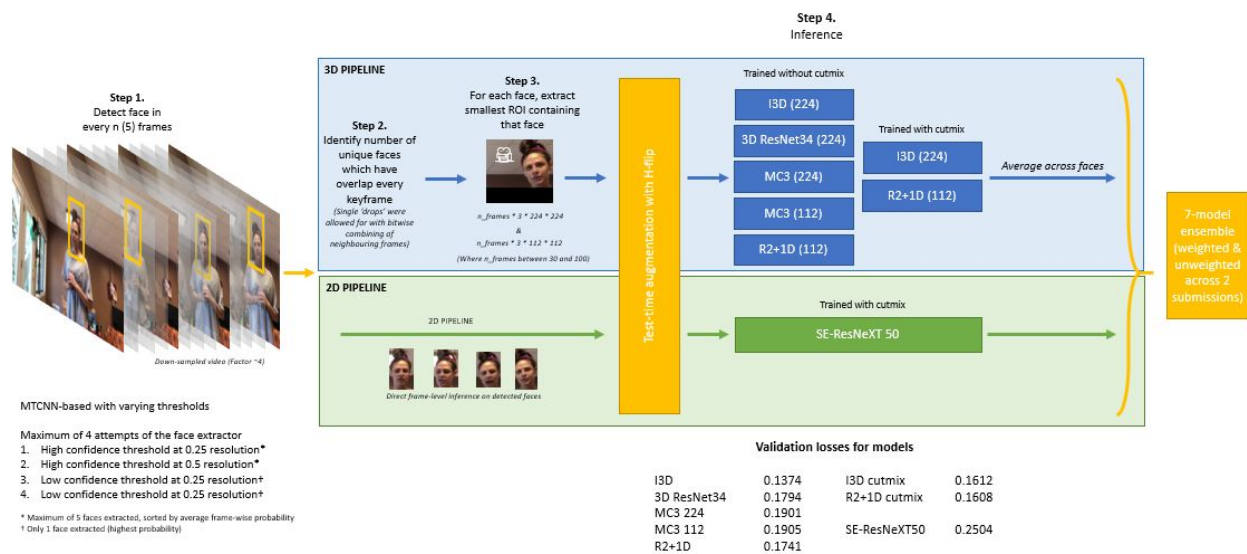 Step 4.
Inference
Step 1.
Detect face in
every n (5) frames
Down-sampled video (Factor ~4)
MTCNN-based with varying thresholds
Maximum of 4 attempts of the face extractor
1. High confidence threshold at 0.25 resolution*
2. High confidence threshold at 0.5 resolution*
3. Low confidence threshold at 0.25 resolution†
4. Low confidence threshold at 0.25 resolution†
* Maximum of 5 faces extracted, sorted by average frame-wise probability
† Only 1 face extracted (highest probability)
3D PIPELINE
Step 2.
Identify number of
unique faces
which have
overlap every
keyframe
(Single 'drops' were
allowed for with bitwise
combining of
neighbouring frames)
Step 3.
For each face, extract
smallest ROI containing
that face
n_frames * 3 * 224 * 224
&
n_frames * 3 * 112 * 112
(Where n_frames between 30 and 100)
Test-time augmentation with H-flip
Trained without cutmix
I3D (224)
3D ResNet34 (224)
MC3 (224)
MC3 (112)
R2+1D (112)
Trained with cutmix
I3D (224)
R2+1D (112)
Average across faces
2D PIPELINE
2D PIPELINE
Direct frame-level inference on detected faces
Trained with cutmix
SE-ResNeXT 50
7-model
ensemble
(weighted &
unweighted
across 2
submissions)
Validation losses for models
I3D 0.1374 I3D cutmix 0.1612
3D ResNet34 0.1794 R2+1D cutmix 0.1608
MC3 224 0.1901
MC3 112 0.1905 SE-ResNeXT50 0.2504
R2+1D 0.1741